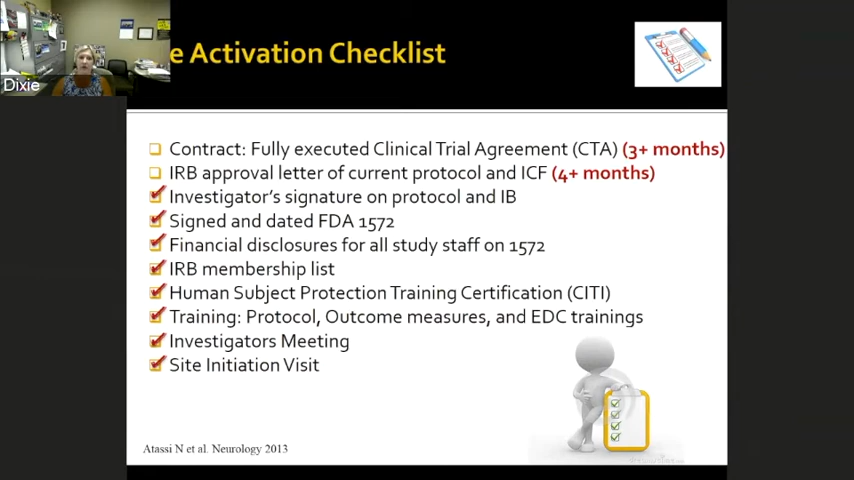 e Activation Checklist
Dixie
Contract: Fully executed Clinical Trial Agreement (CTA) (3+ months)
IRB approval letter of current protocol and ICF (4+ months)
Investigator's signature on protocol and IB
Signed and dated FDA 1572
Financial disclosures for all study staff on 1572
IRB membership list
Human Subject Protection Training Certification (CITI)
Training: Protocol, Outcome measures, and EDC trainings
Investigators Meeting
Site Initiation Visit
Atassi N et al. Neurology 2013